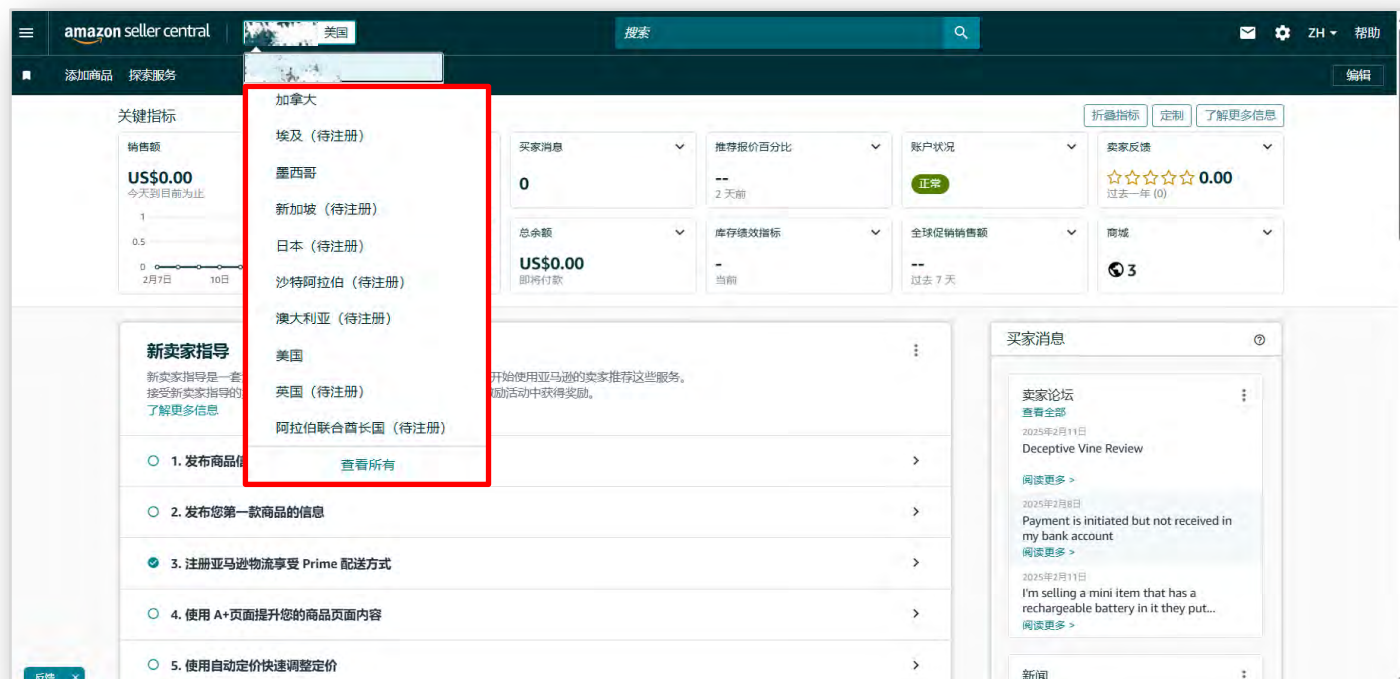 amazon seller central
美国
搜索
ZH
帮助
添加商品 探索服务
编辑
加拿大
埃及（待注册）
墨西哥
新加坡（待注册）
日本（待注册）
沙特阿拉伯（待注册）
澳大利亚（待注册）
美国
英国（待注册）
阿拉伯联合酋长国（待注册）
查看所有
关键指标
折叠指标 定制 了解更多信息
销售额
US$0.00
今天到目前为止
1
0.5
0
2月7日 10日
买家消息
0
推荐报价百分比
--
2 天前
账户状况
正常
卖家反馈
0.00
过去一年 (0)
总余额
US$0.00
即将付款
库存绩效指标
-
当前
全球促销销售额
--
过去 7 天
商城
3
新卖家指导
新卖家指导是一套 开始使用亚马逊的卖家推荐这些服务。
接受新卖家指导的 励活动中获得奖励。
了解更多信息
1. 发布商品信
2. 发布您第一款商品的信息
3. 注册亚马逊物流享受 Prime 配送方式
4. 使用 A+页面提升您的商品页面内容
5. 使用自动定价快速调整定价
买家消息
卖家论坛
查看全部
2025年2月11日
Deceptive Vine Review
阅读更多 >
2025年2月8日
Payment is initiated but not received in
my bank account
阅读更多 >
2025年2月11日
I'm selling a mini item that has a
rechargeable battery in it they put...
阅读更多 >
新闻
反馈 ×